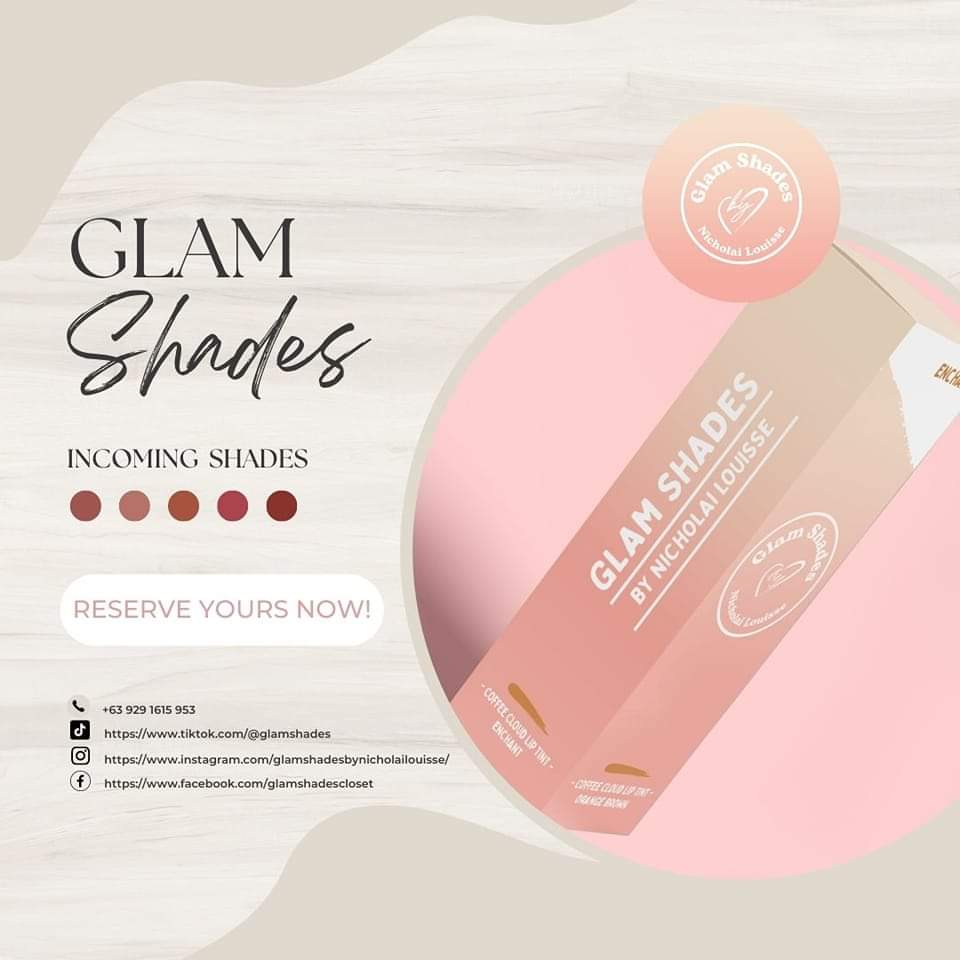 GLAM
Shades
INCOMING SHADES
RESERVE YOURS NOW!
+63 929 1615 953
https://www.tiktok.com/@glamshades
https://www.instagram.com/glamshadesbynicholailouisse/
https://www.facebook.com/glamshadescloset
Glam Shades
by
Nicholai Louisse
GLAM SHADES
BY NICHOLAI LOUISSE
Glam Shades
Nicholai Louisse
- COFFEE CLOUD LIP TINT -
ENCHANT
- COFFEE CLOUD LIP TINT -
ORANGE BROWN